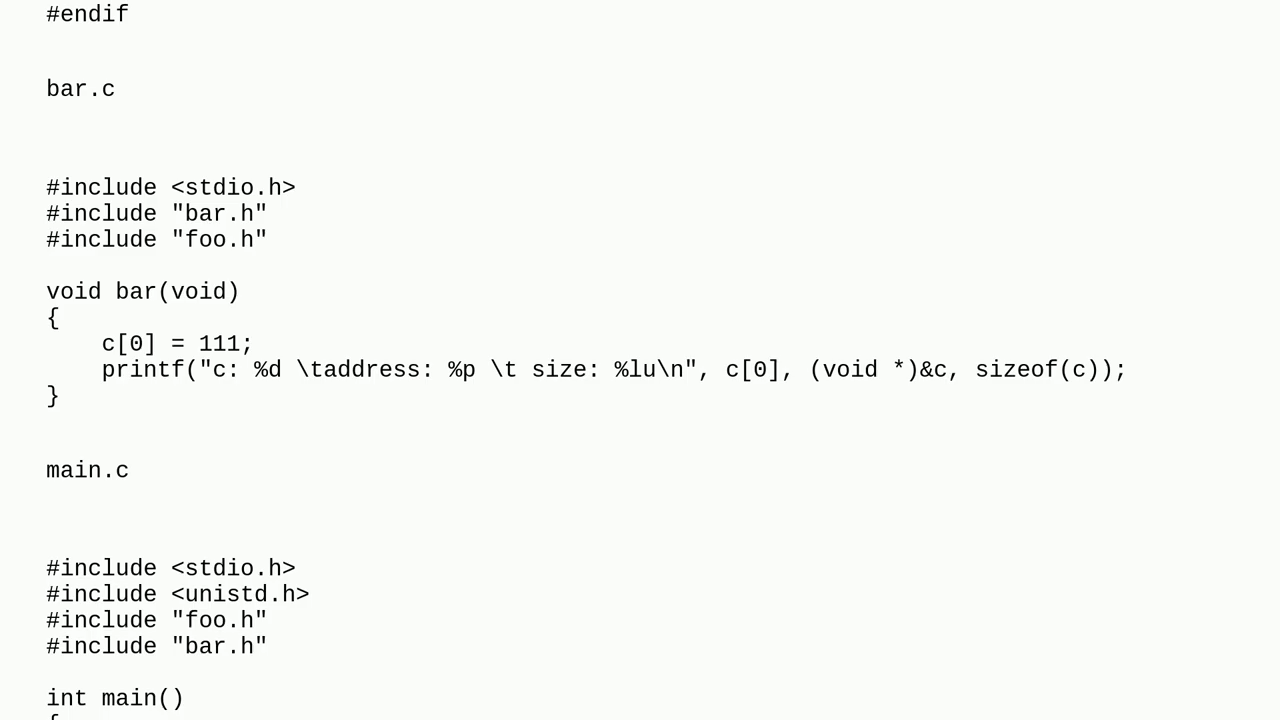 #endif
bar.c
#include <stdio.h>
#include "bar.h"
#include "foo.h"
void bar(void)
{
    c[0] = 111;
    printf("c: %d \taddress: %p \t size: %lu\n", c[0], (void *)&c, sizeof(c));
}
main.c
#include <stdio.h>
#include <unistd.h>
#include "foo.h"
#include "bar.h"
int main()
{